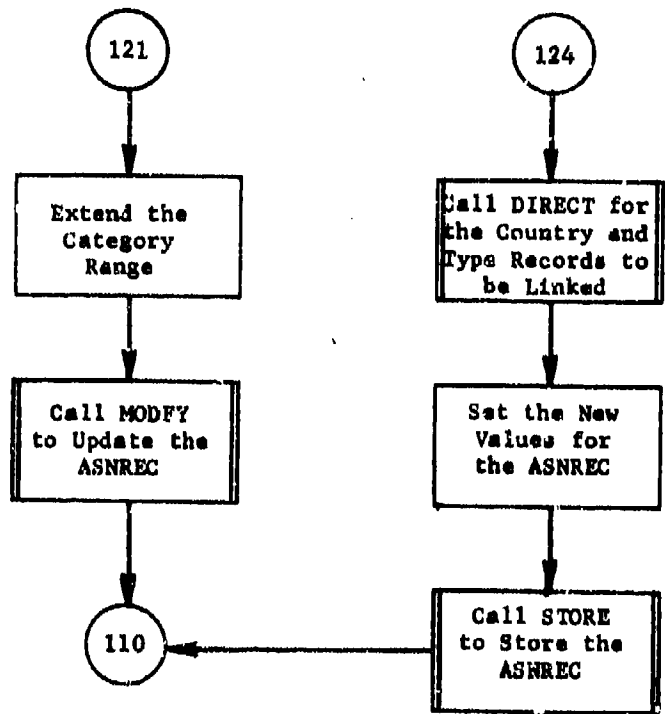 121
Extend the
Category
Range
Call MODFY
to Update the
ASNREC
110
124
Call DIRECT for
the Country and
Type Records to
be Linked
Set the New
Values for
the ASNREC
Call STORE
to Store the
ASNREC